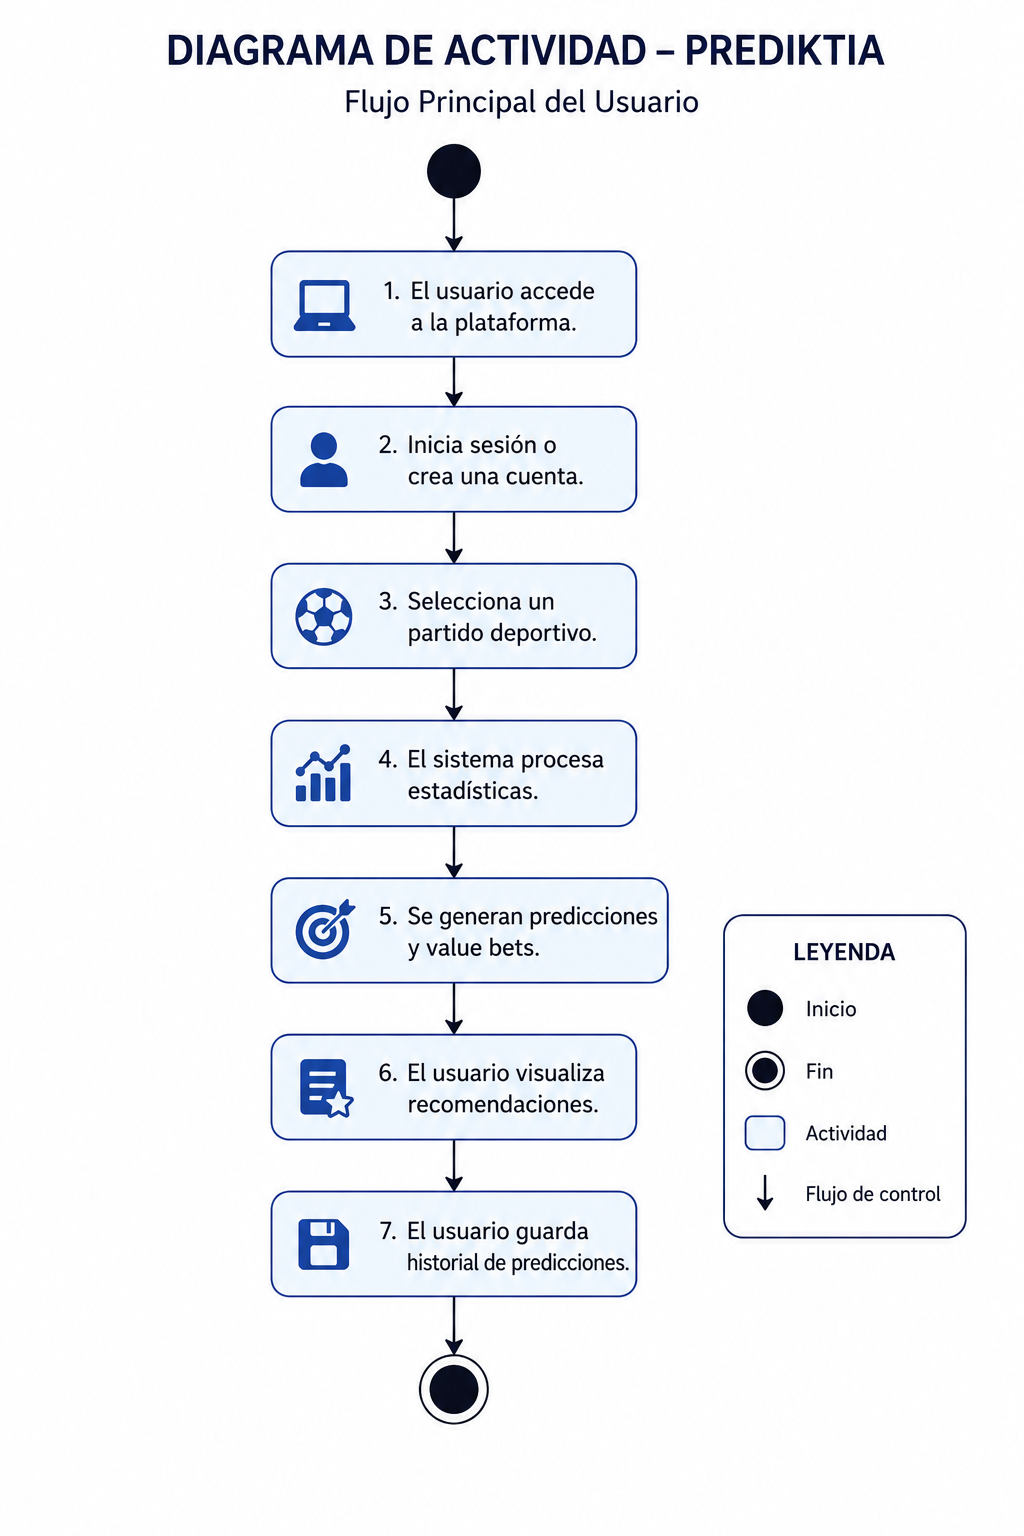 DIAGRAMA DE ACTIVIDAD – PREDIKTIA
Flujo Principal del Usuario
1. El usuario accede
a la plataforma.
2. Inicia sesión o
crea una cuenta.
3. Selecciona un
partido deportivo.
4. El sistema procesa
estadísticas.
5. Se generan predicciones
y value bets.
6. El usuario visualiza
recomendaciones.
7. El usuario guarda
historial de predicciones.
LEYENDA
Inicio
Fin
Actividad
Flujo de control